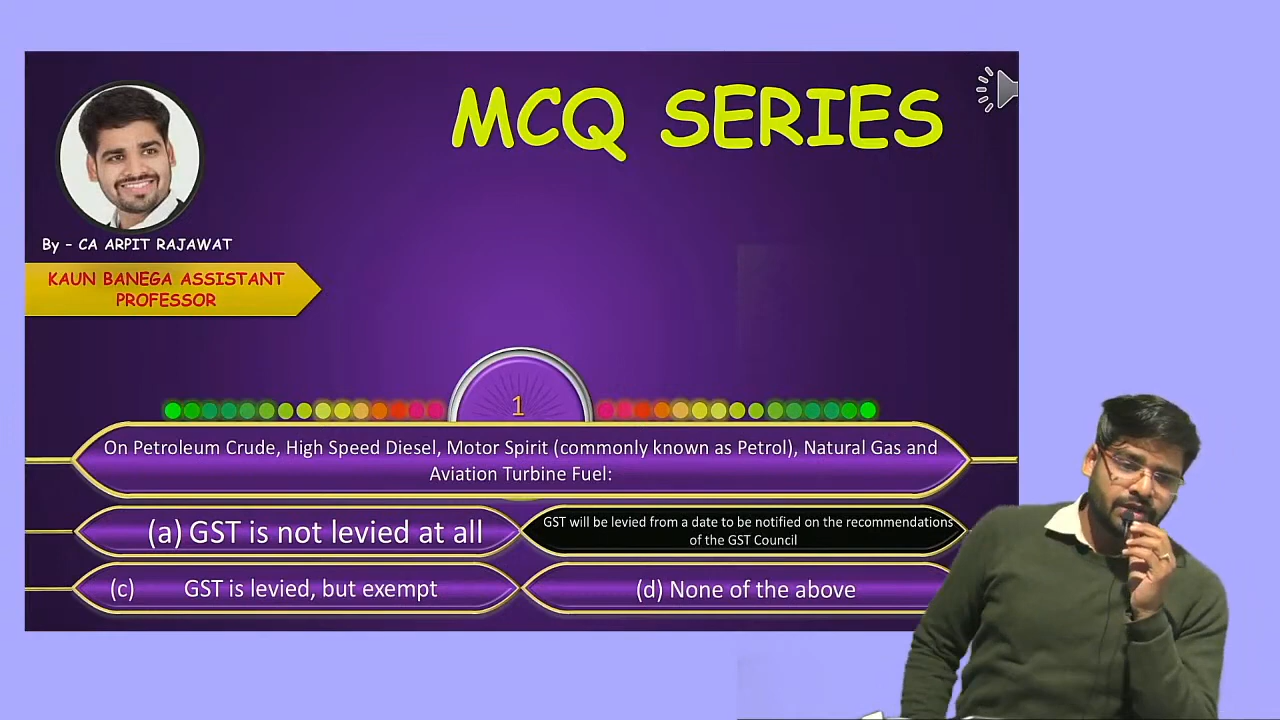 MCQ SERIES
By - CA ARPIT RAJAWAT
KAUN BANEGA ASSISTANT
PROFESSOR
1
On Petroleum Crude, High Speed Diesel, Motor Spirit (commonly known as Petrol), Natural Gas and
Aviation Turbine Fuel:
(a) GST is not levied at all
GST will be levied from a date to be notified on the recommendations
of the GST Council
(c) GST is levied, but exempt
(d) None of the above